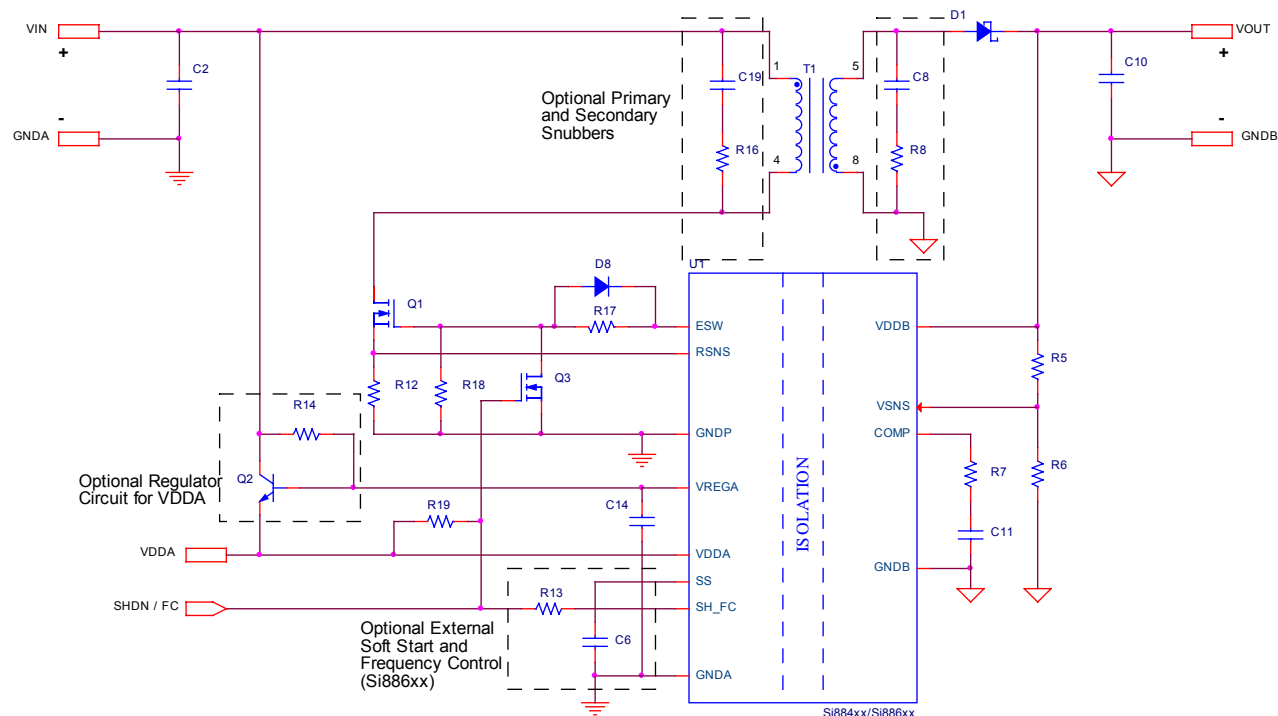 VIN
D1
VOUT
+
+
C2
1
T1
5
C19
C8
C10
Optional Primary
and Secondary
Snubbers
-
-
GNDA
GNDB
R16
4
8
R8
U1
D8
Q1
R17
ESW
VDDB
RSNS
R5
R12
R18
Q3
R14
VSNS
GNDP
COMP
Optional Regulator
Circuit for VDDA
Q2
VREGA
R7
R6
R19
C14
ISOLATION
C11
VDDA
VDDA
GNDB
SS
R13
SHDN / FC
SH_FC
Optional External
Soft Start and
Frequency Control
(Si886xx)
C6
GNDA
Si884xx/Si886xx